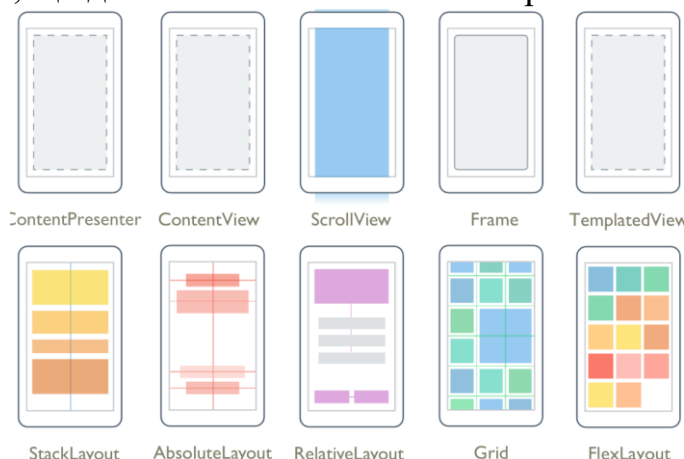 ContentPresenter ContentView ScrollView Frame TemplatedView
StackLayout AbsoluteLayout RelativeLayout Grid FlexLayout